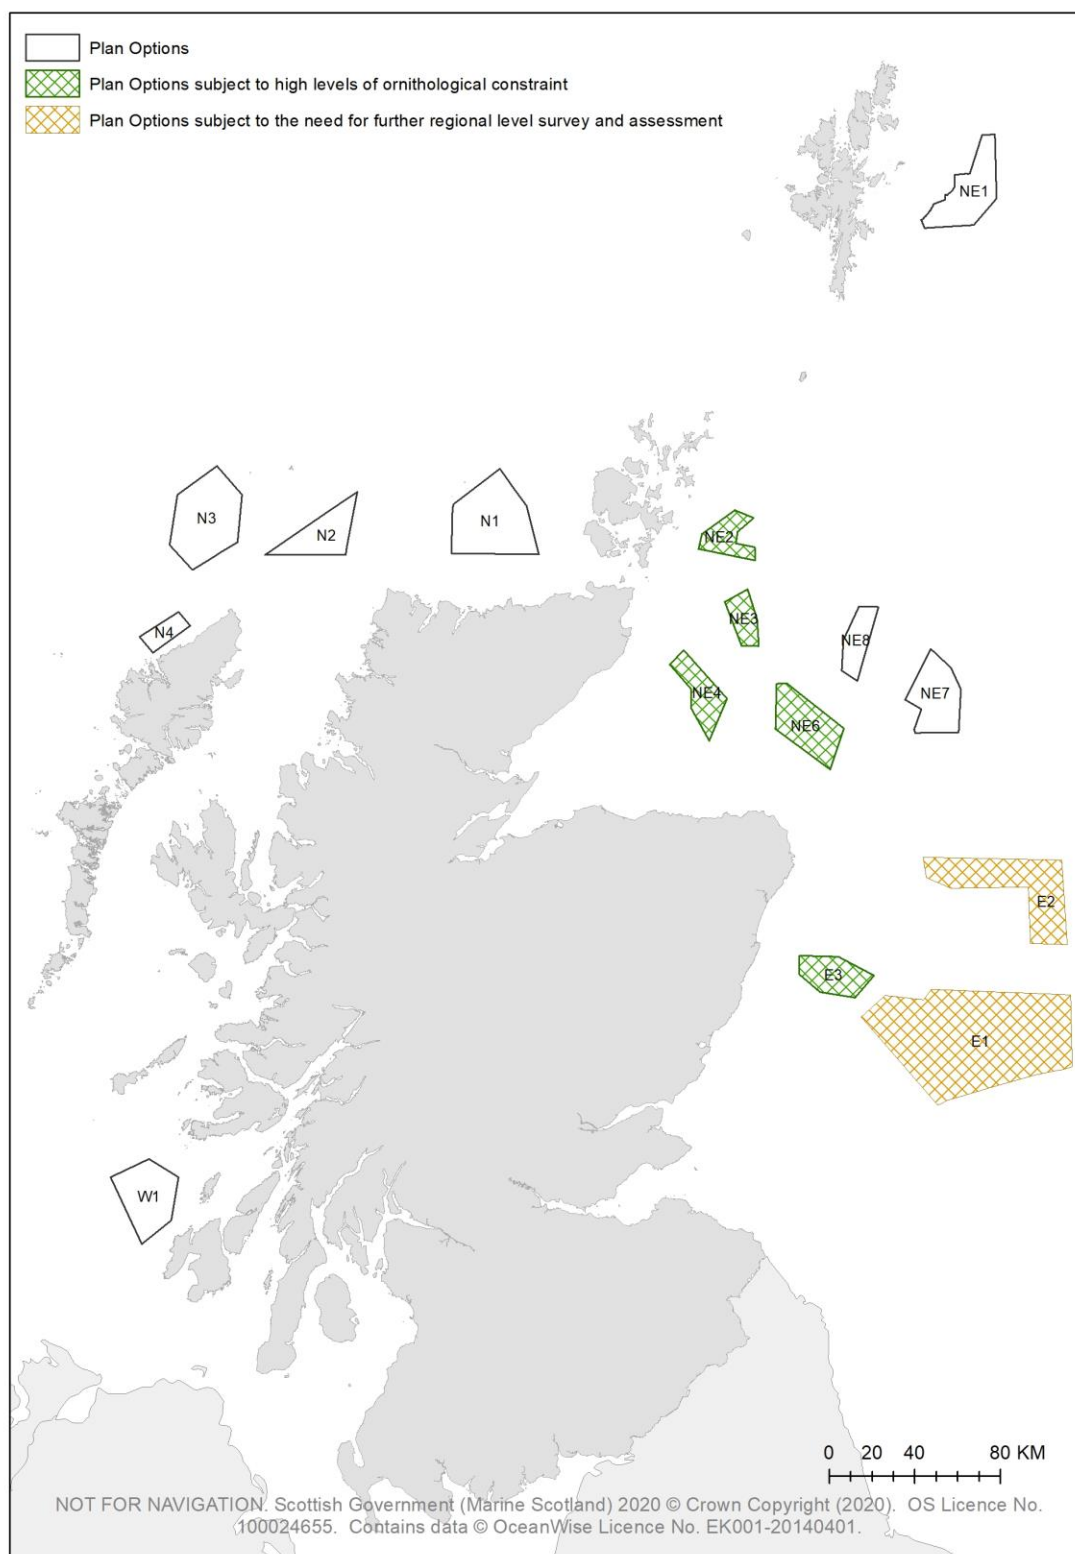 Plan Options
Plan Options subject to high levels of ornithological constraint
Plan Options subject to the need for further regional level survey and assessment
NE1
N3
N2
N1
NE2
N4
NE3
NE8
NE4
NE7
NE6
E2
E3
E1
W1
0 20 40 80 KM
NOT FOR NAVIGATION. Scottish Government (Marine Scotland) 2020 © Crown Copyright (2020). OS Licence No.
100024655. Contains data © OceanWise Licence No. EK001-20140401.